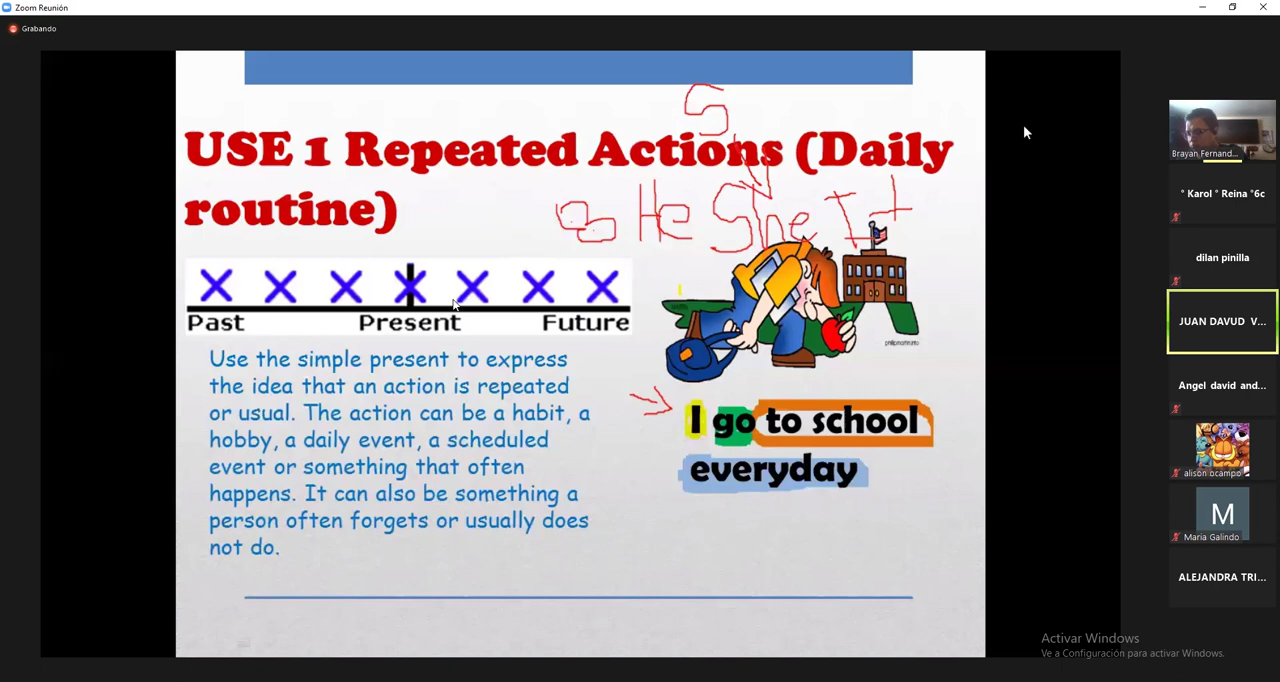 Zoom Reunión
Grabando
S
USE 1 Repeated Actions (Daily
routine)
He She It
Past Present Future
Use the simple present to express
the idea that an action is repeated
or usual. The action can be a habit, a
hobby, a daily event, a scheduled
event or something that often
happens. It can also be something a
person often forgets or usually does
not do.
I go to school
everyday
Brayan Fernand...
° Karol ° Reina °6c
dilan pinilla
JUAN DAVUD V...
Angel david and...
alison ocampo
M
Maria Galindo
ALEJANDRA TRI...
Activar Windows
Ve a Configuración para activar Windows.